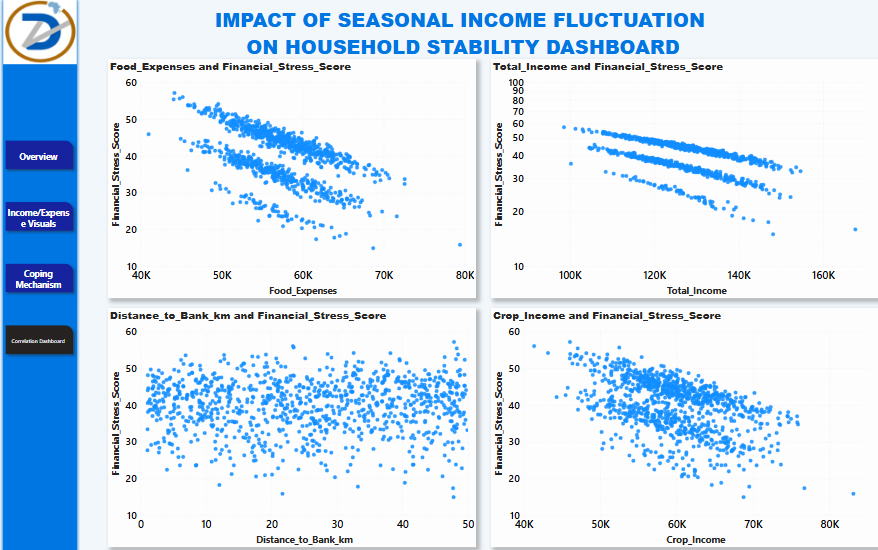 IMPACT OF SEASONAL INCOME FLUCTUATION
ON HOUSEHOLD STABILITY DASHBOARD
Overview
Income/Expens
e Visuals
Coping
Mechanism
Correlation Dashboard
Food_Expenses and Financial_Stress_Score
Financial_Stress_Score
60
50
40
30
20
10
40K 50K 60K 70K 80K
Food_Expenses
Total_Income and Financial_Stress_Score
Financial_Stress_Score
100
90
80
70
60
50
40
30
20
10
100K 120K 140K 160K
Total_Income
Distance_to_Bank_km and Financial_Stress_Score
Financial_Stress_Score
60
50
40
30
20
10
0 10 20 30 40 50
Distance_to_Bank_km
Crop_Income and Financial_Stress_Score
Financial_Stress_Score
60
50
40
30
20
10
40K 50K 60K 70K 80K
Crop_Income